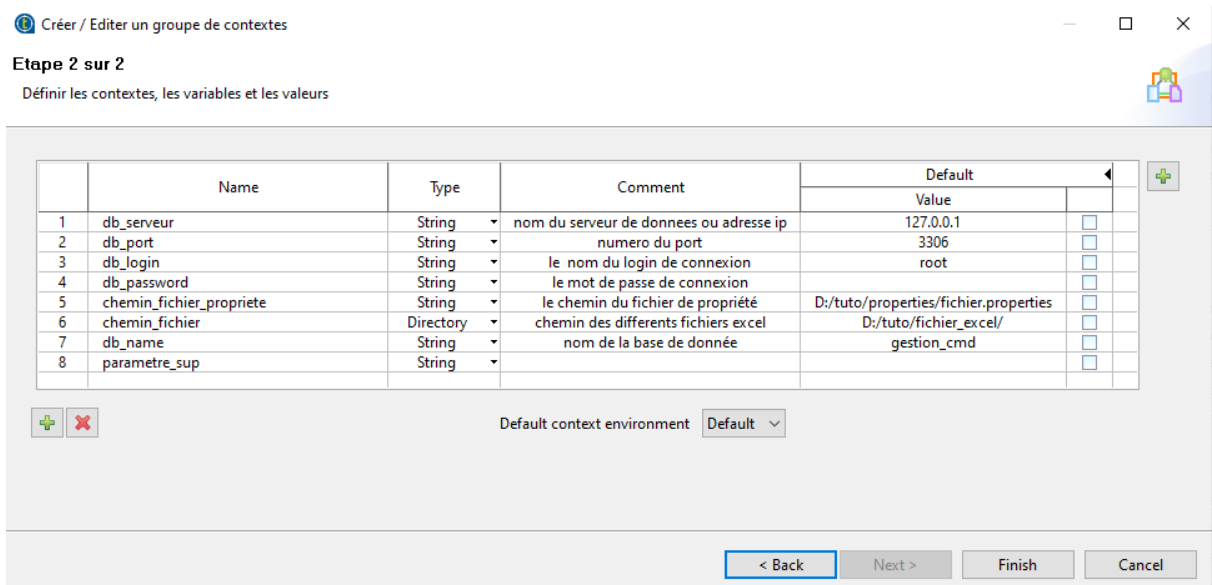 Créer / Editer un groupe de contextes
Etape 2 sur 2
Définir les contextes, les variables et les valeurs
Name Type Comment Default
Value
1 db_serveur String nom du serveur de donnees ou adresse ip 127.0.0.1
2 db_port String numero du port 3306
3 db_login String le nom du login de connexion root
4 db_password String le mot de passe de connexion
5 chemin_fichier_propriete String le chemin du fichier de propriété D:/tuto/properties/fichier.properties
6 chemin_fichier Directory chemin des differents fichiers excel D:/tuto/fichier_excel/
7 db_name String nom de la base de donnée gestion_cmd
8 parametre_sup String
Default context environment Default
< Back Next > Finish Cancel